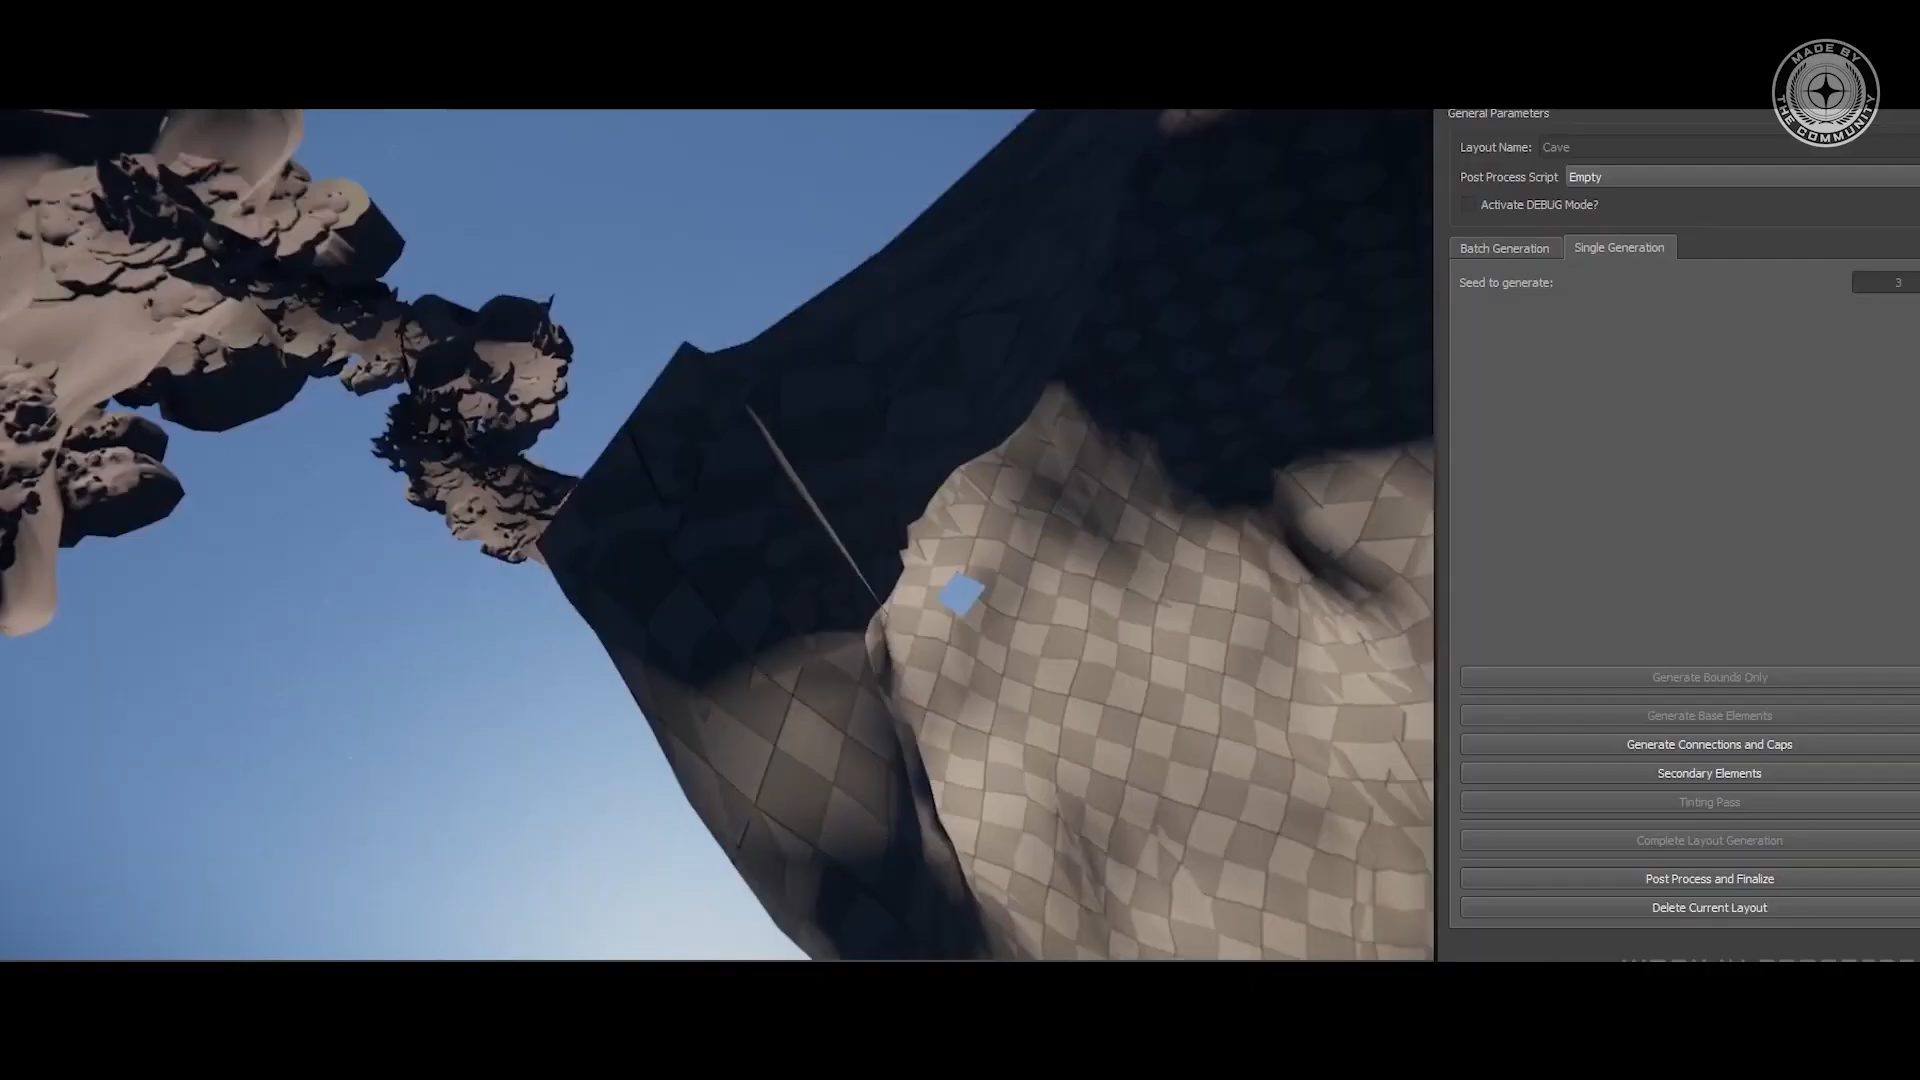 MADE BY
THE COMMUNITY
General Parameters
Layout Name: Cave
Post Process Script Empty
Activate DEBUG Mode?
Batch Generation Single Generation
Seed to generate: 3
Generate Bounds Only
Generate Base Elements
Generate Connections and Caps
Secondary Elements
Tinting Pass
Complete Layout Generation
Post Process and Finalize
Delete Current Layout